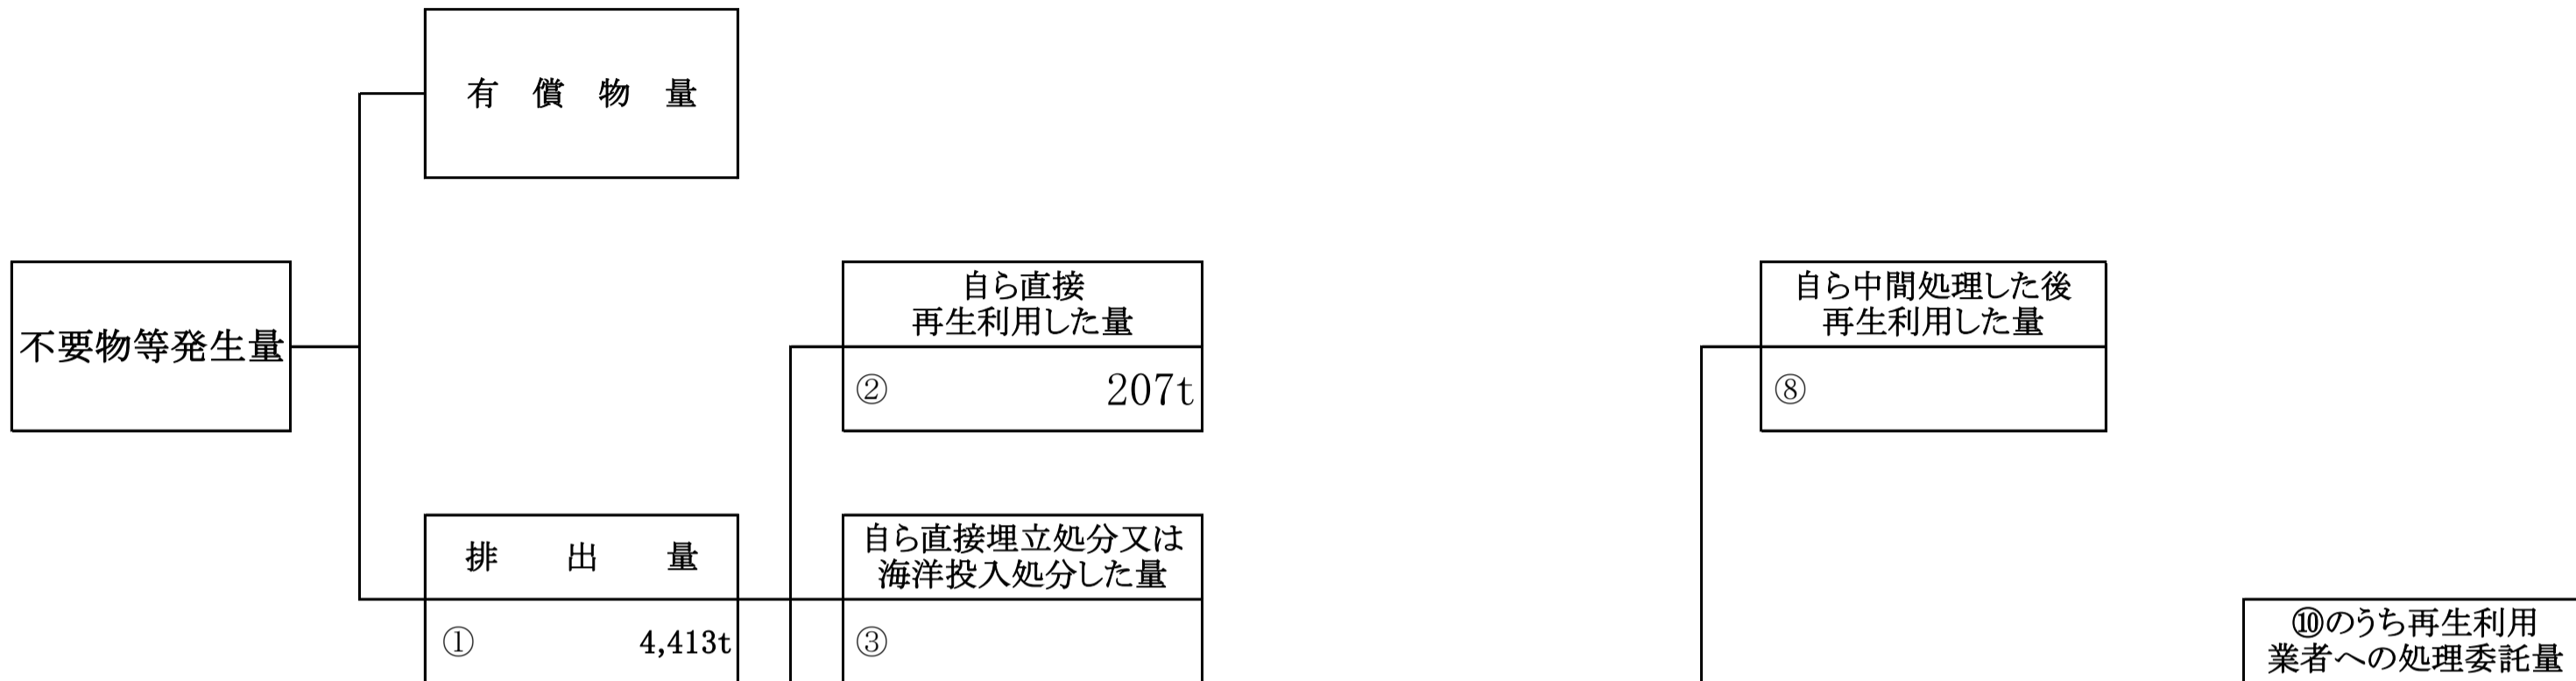 有 償 物 量
不要物等発生量
自ら直接
再生利用した量
② 207t
自ら中間処理した後
再生利用した量
⑧
排 出 量
① 4,413t
自ら直接埋立処分又は
海洋投入処分した量
③
⑩のうち再生利用
業者への処理委託量